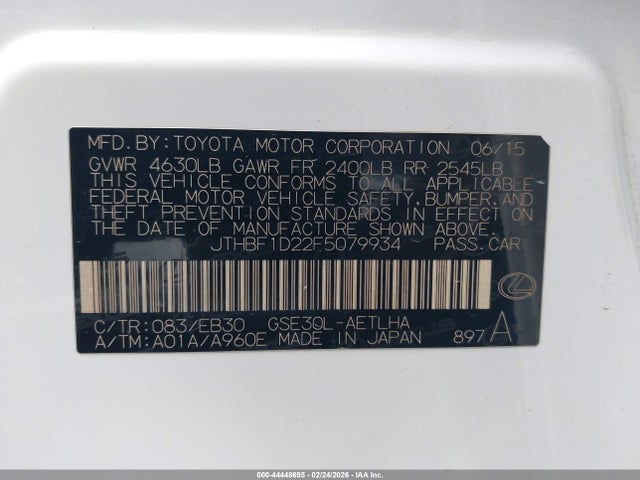 MFD. BY: TOYOTA MOTOR CORPORATION 06/15
GVWR 4630LB GAWR FR 2400LB RR 2545LB
THIS VEHICLE CONFORMS TO ALL APPLICABLE
FEDERAL MOTOR VEHICLE SAFETY, BUMPER, AND
THEFT PREVENTION STANDARDS IN EFFECT ON
THE DATE OF MANUFACTURE SHOWN ABOVE.
JTHBF1D22F5079934 PASS. CAR
C/TR: 083/EB30 GSE30L-AETLHA
A/TM: A01A/A960E MADE IN JAPAN 897 A
000-44448695 - 02/24/2026 - IAAI.COM